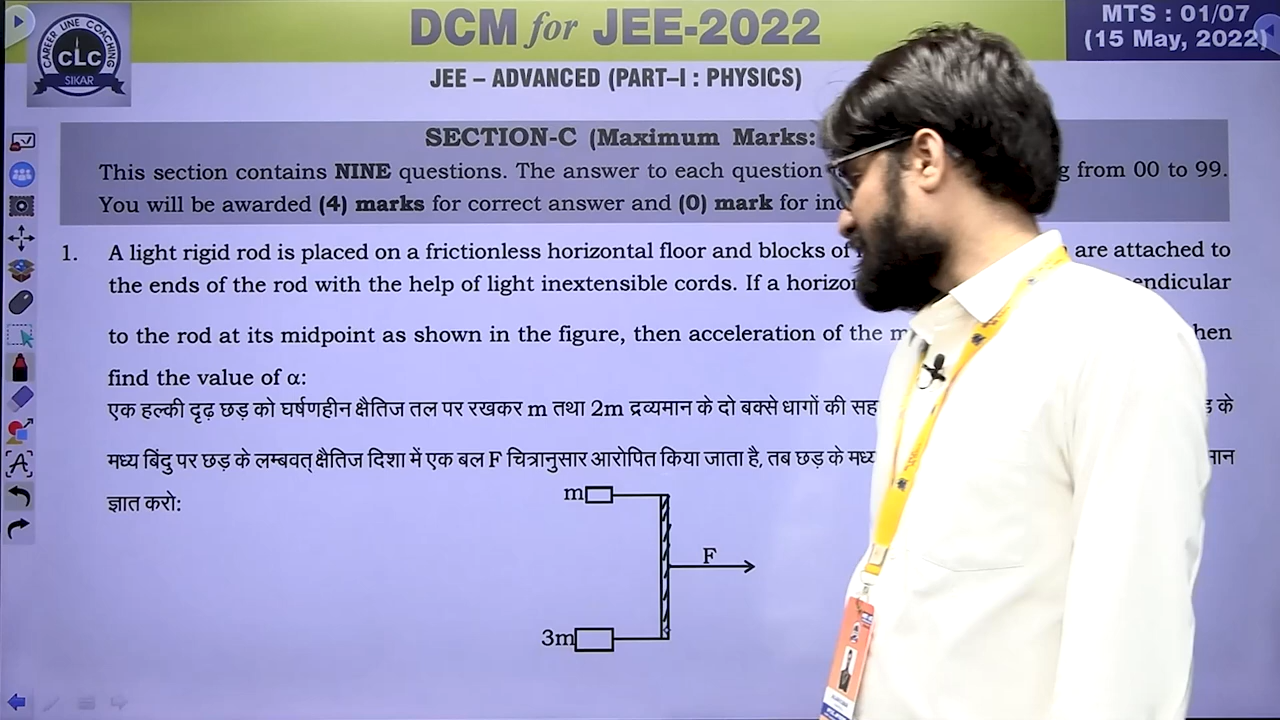 DCM for JEE-2022
MTS : 01/07
(15 May, 2022)
CAREER LINE COACHING
CLC
SIKAR
JEE – ADVANCED (PART–I : PHYSICS)
SECTION-C (Maximum Marks:
This section contains NINE questions. The answer to each question g from 00 to 99.
You will be awarded (4) marks for correct answer and (0) mark for
1. A light rigid rod is placed on a frictionless horizontal floor and blocks of are attached to
the ends of the rod with the help of light inextensible cords. If a endicular
to the rod at its midpoint as shown in the figure, then acceleration of the hen
find the value of α:
एक हल्की दृढ़ छड़ को घर्षणहीन क्षैतिज तल पर रखकर m तथा 2m द्रव्यमान के दो बक्से धागों की के
मध्य बिंदु पर छड़ के लम्बवत् क्षैतिज दिशा में एक बल F चित्रानुसार आरोपित किया जाता है, तब छड़ के मध्य मान
ज्ञात करो:
m
F
3m